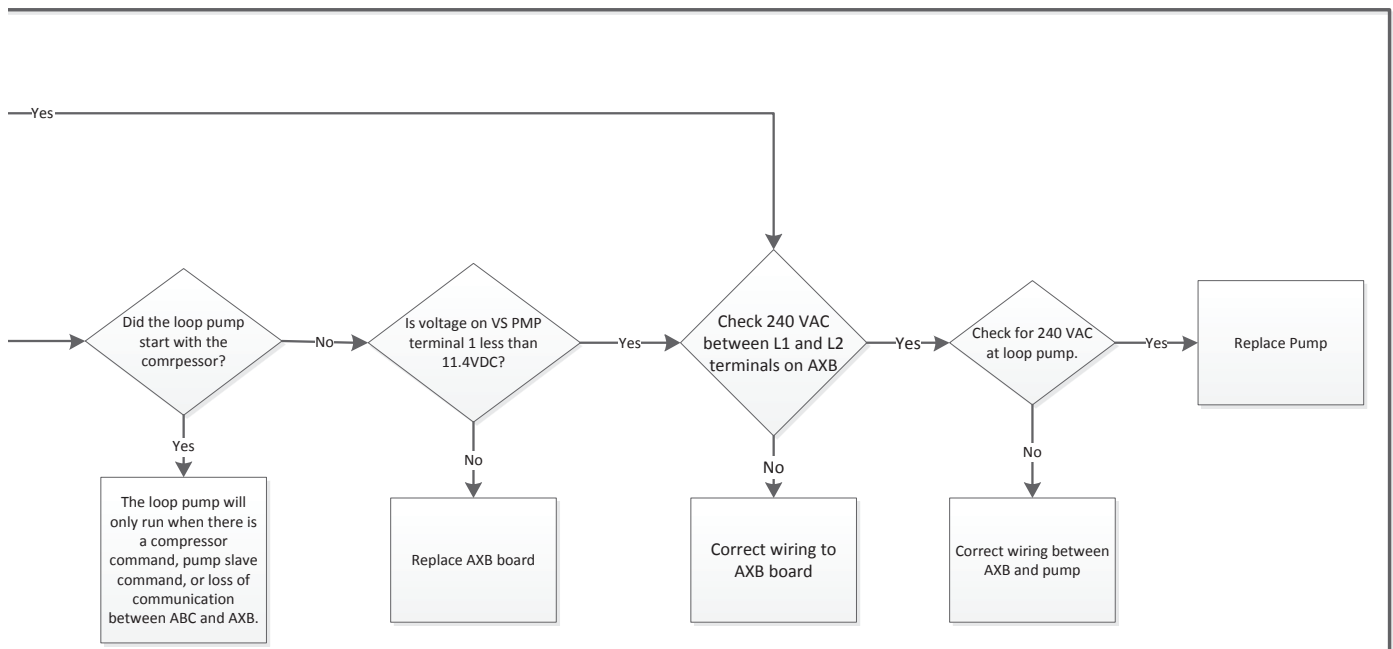 Yes
Did the loop pump
start with the
comrpessor?
No
Is voltage on VS PMP
terminal 1 less than
11.4VDC?
Yes
Check 240 VAC
between L1 and L2
terminals on AXB
Yes
Check for 240 VAC
at loop pump.
Yes
Replace Pump
Yes
No
No
No
The loop pump will
only run when there is
a compressor
command, pump slave
command, or loss of
communication
between ABC and AXB.
Replace AXB board
Correct wiring to
AXB board
Correct wiring between
AXB and pump